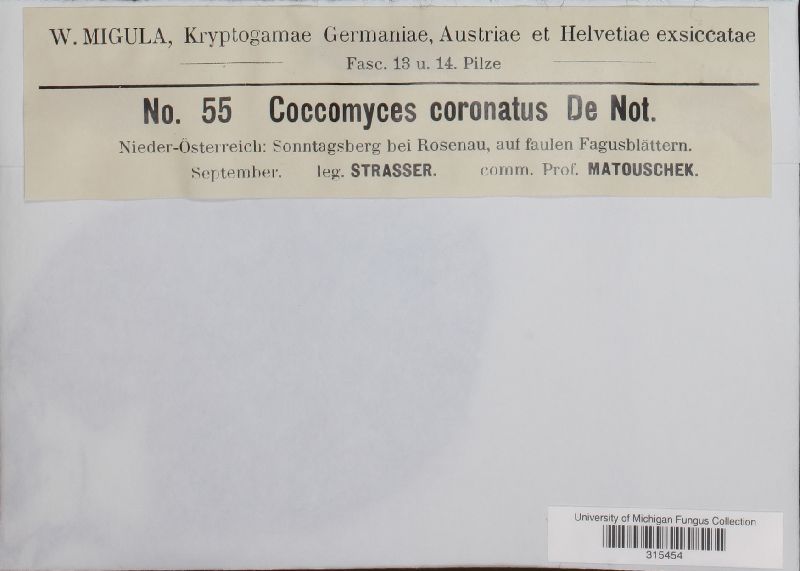 W. MIGULA, Kryptogamae Germaniae, Austriae et Helvetiae exsiccatae
Fasc. 13 u. 14. Pilze
No. 55 Coccomyces coronatus De Not.
Nieder-Österreich: Sonntagsberg bei Rosenau, auf faulen Fagusblättern.
September. leg. STRASSER. comm. Prof. MATOUSCHEK.
University of Michigan Fungus Collection
315454